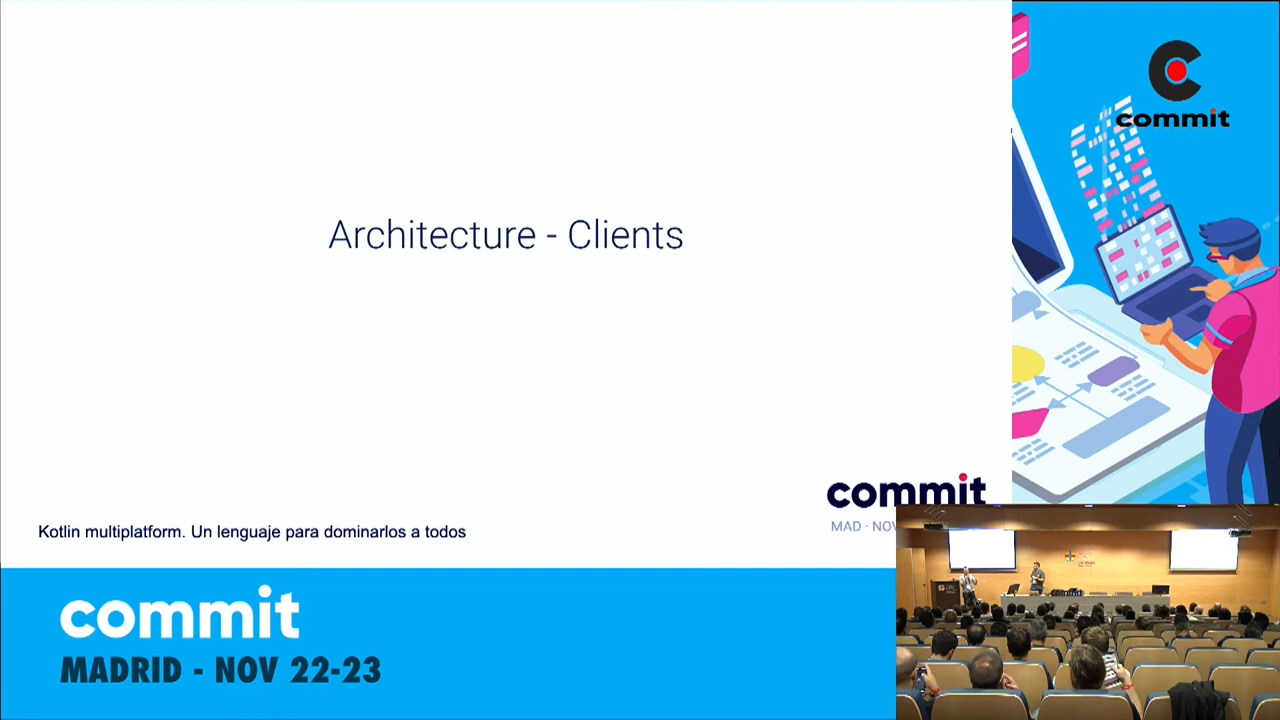 Architecture - Clients
commit
commit
MAD · NOV
Kotlin multiplatform. Un lenguaje para dominarlos a todos
commit
MADRID - NOV 22-23